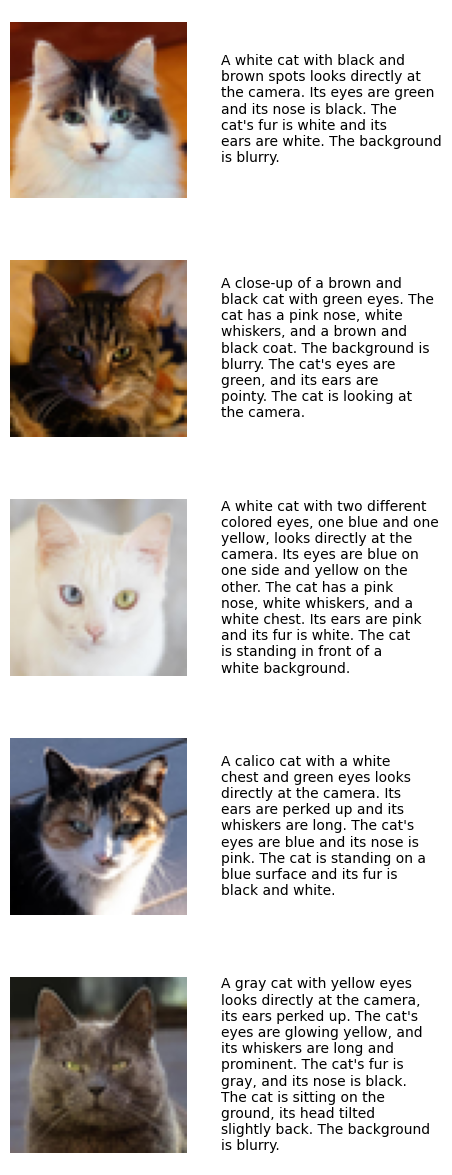 A white cat with black and
brown spots looks directly at
the camera. Its eyes are green
and its nose is black. The
cat's fur is white and its
ears are white. The background
is blurry.
A close-up of a brown and
black cat with green eyes. The
cat has a pink nose, white
whiskers, and a brown and
black coat. The background is
blurry. The cat's eyes are
green, and its ears are
pointy. The cat is looking at
the camera.
A white cat with two different
colored eyes, one blue and one
yellow, looks directly at the
camera. Its eyes are blue on
one side and yellow on the
other. The cat has a pink
nose, white whiskers, and a
white chest. Its ears are pink
and its fur is white. The cat
is standing in front of a
white background.
A calico cat with a white
chest and green eyes looks
directly at the camera. Its
ears are perked up and its
whiskers are long. The cat's
eyes are blue and its nose is
pink. The cat is standing on a
blue surface and its fur is
black and white.
A gray cat with yellow eyes
looks directly at the camera,
its ears perked up. The cat's
eyes are glowing yellow, and
its whiskers are long and
prominent. The cat's fur is
gray, and its nose is black.
The cat is sitting on the
ground, its head tilted
slightly back. The background
is blurry.